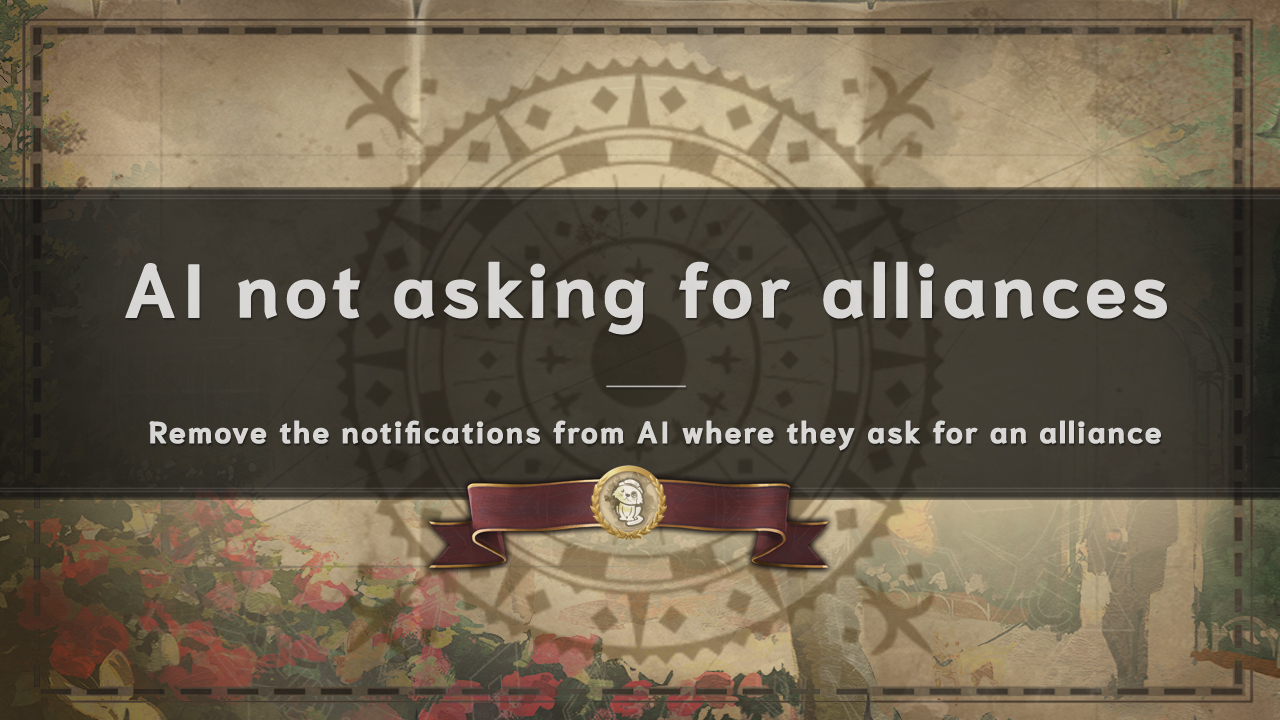 AI not asking for alliances
Remove the notifications from AI where they ask for an alliance